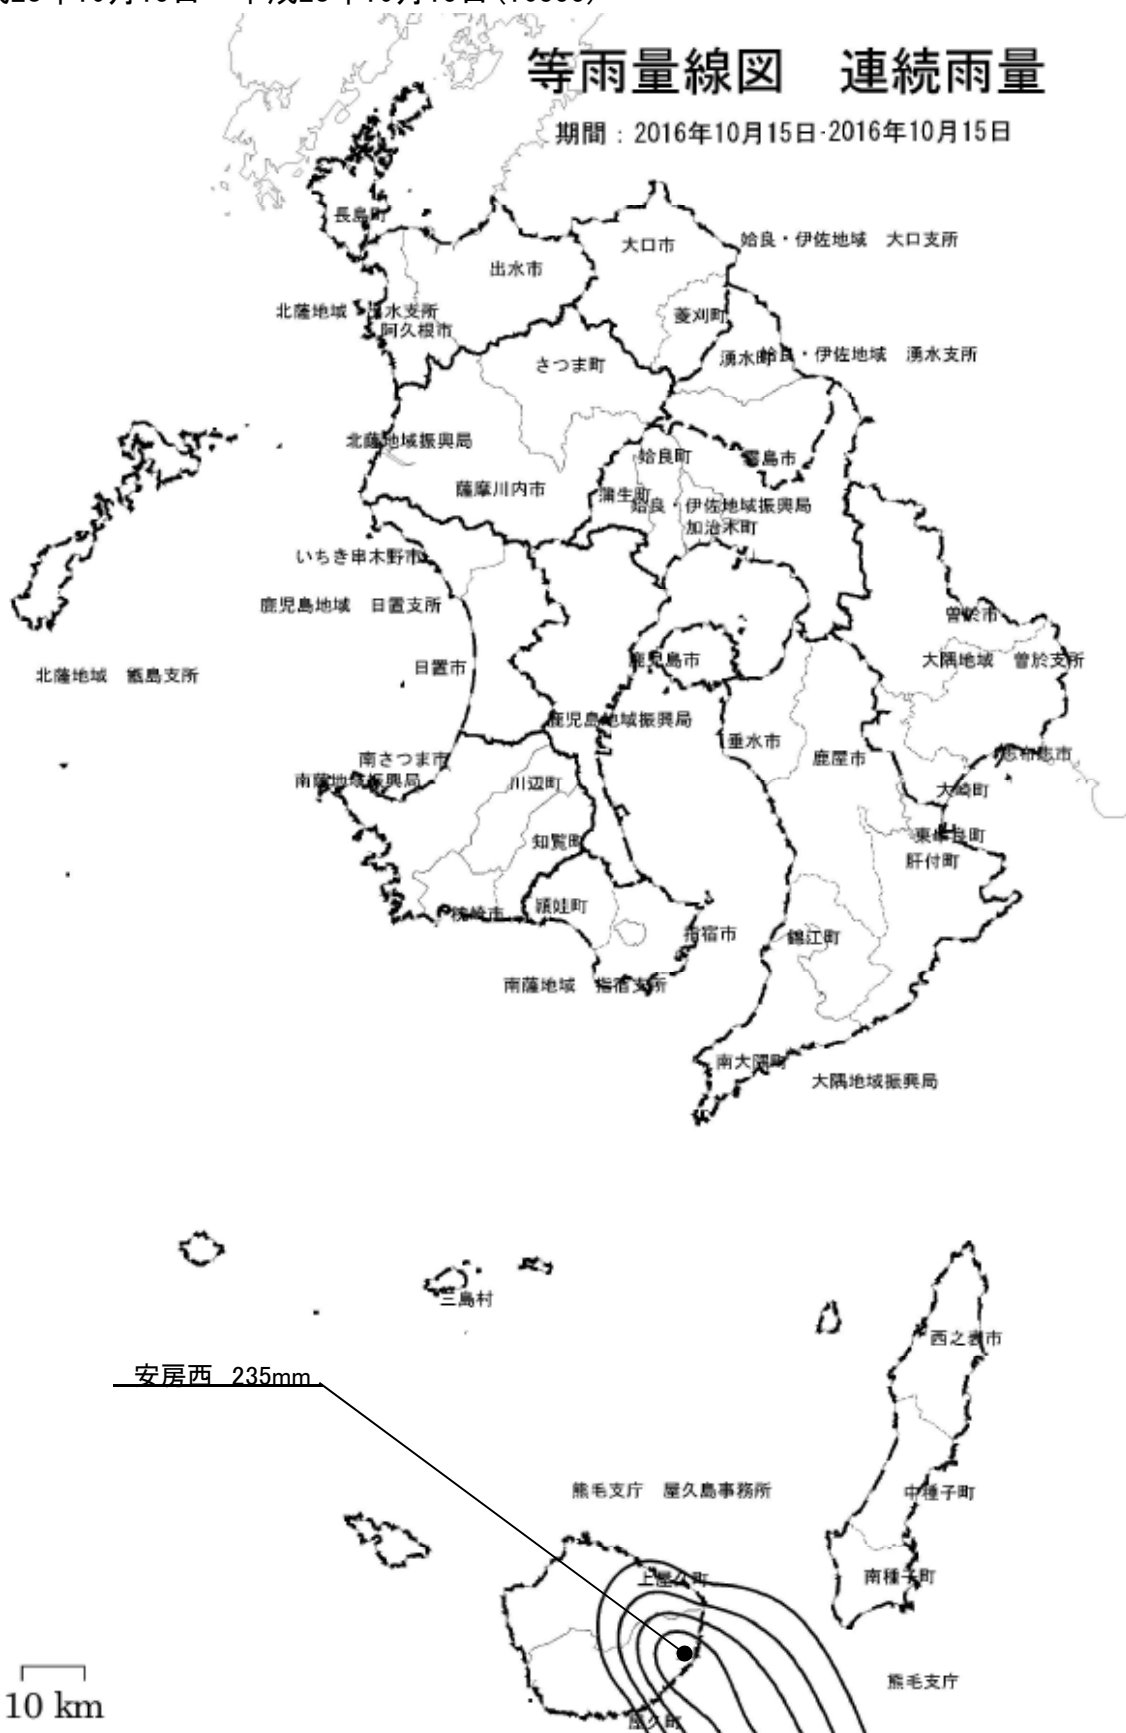 等雨量線図 連続雨量
期間：2016年10月15日-2016年10月15日
長島町
大口市
姶良・伊佐地域 大口支所
出水市
北薩地域 出水支所
菱刈町
阿久根市
湧水町
姶良・伊佐地域 湧水支所
さつま町
北薩地域振興局
姶良町
霧島市
薩摩川内市
蒲生町
姶良・伊佐地域振興局
加治木町
いちき串木野市
鹿児島地域 日置支所
曽於市
鹿児島市
大隅地域 曽於支所
日置市
北薩地域 甑島支所
鹿児島地域振興局
垂水市
志布志市
南さつま市
鹿屋市
南薩地域振興局
川辺町
大崎町
知覧町
東串良町
肝付町
頴娃町
枕崎市
指宿市
錦江町
南薩地域 指宿支所
南大隅町
大隅地域振興局
三島村
西之表市
安房西 235mm
熊毛支庁 屋久島事務所
中種子町
上屋久町
南種子町
熊毛支庁
10 km
屋久町